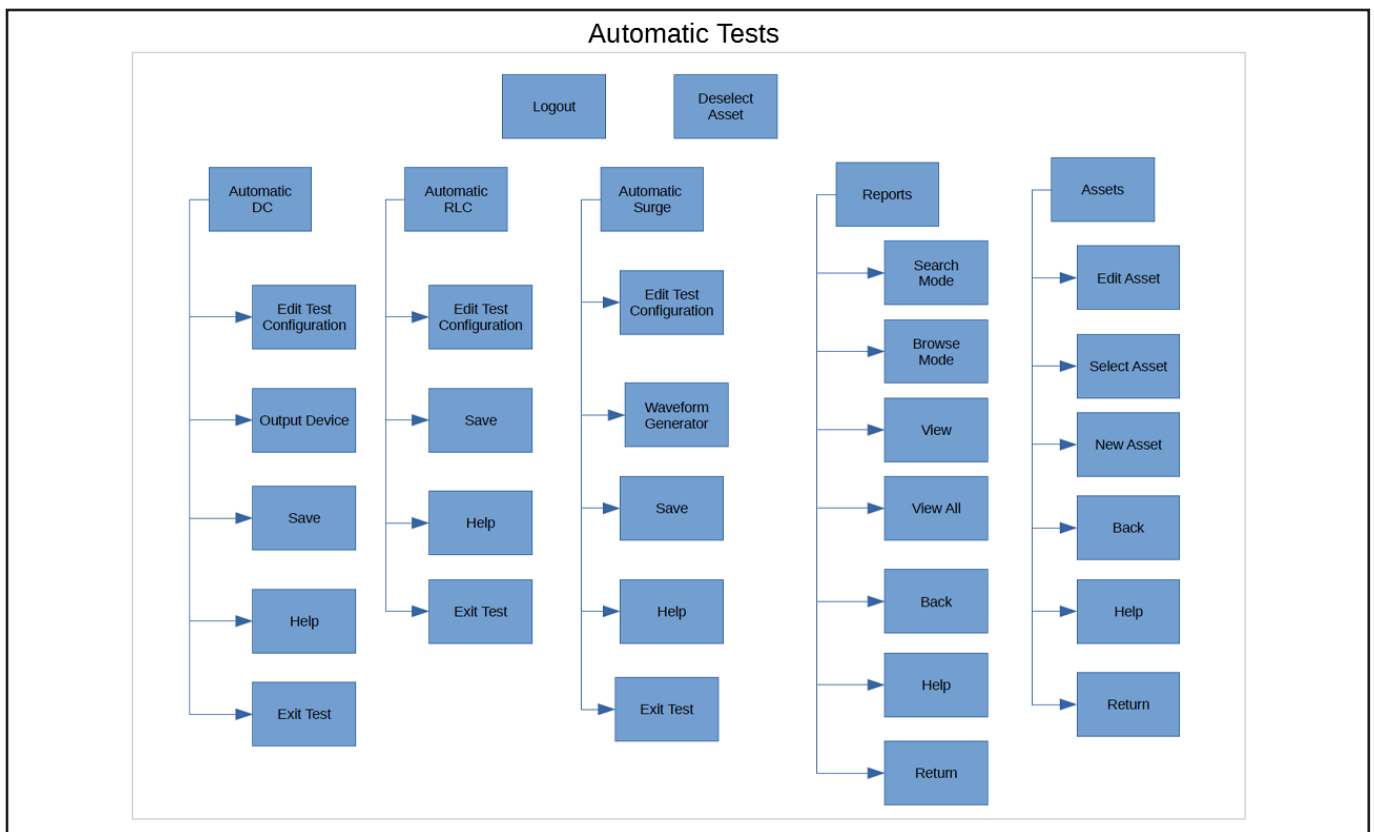 Automatic Tests
Logout
Deselect
Asset
Automatic
DC
Edit Test
Configuration
Output Device
Save
Help
Exit Test
Automatic
RLC
Edit Test
Configuration
Save
Help
Exit Test
Automatic
Surge
Edit Test
Configuration
Waveform
Generator
Save
Help
Exit Test
Reports
Search
Mode
Browse
Mode
View
View All
Back
Help
Return
Assets
Edit Asset
Select Asset
New Asset
Back
Help
Return